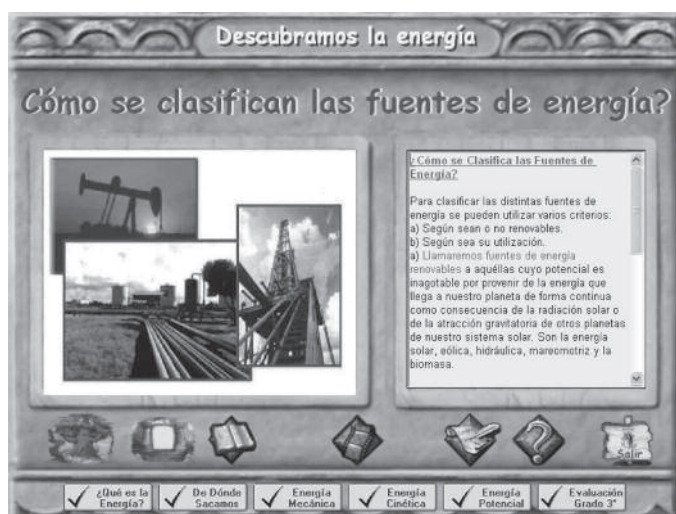 Descubramos la energía
Cómo se clasifican las fuentes de energía?
¿Cómo se Clasifica las Fuentes de
Energía?
Para clasificar las distintas fuentes de
energía se pueden utilizar varios criterios:
a) Según sean o no renovables.
b) Según sea su utilización.
a) Llamaremos fuentes de energía
renovables a aquéllas cuyo potencial es
inagotable por provenir de la energía que
llega a nuestro planeta de forma continua
como consecuencia de la radiación solar o
de la atracción gravitatoria de otros planetas
de nuestro sistema solar. Son la energía
solar, eólica, hidráulica, mareomotriz y la
biomasa.
Salir
¿Qué es la
Energía?
De Dónde
Sacamos
Energía
Mecánica
Energía
Cinética
Energía
Potencial
Evaluación
Grado 3°